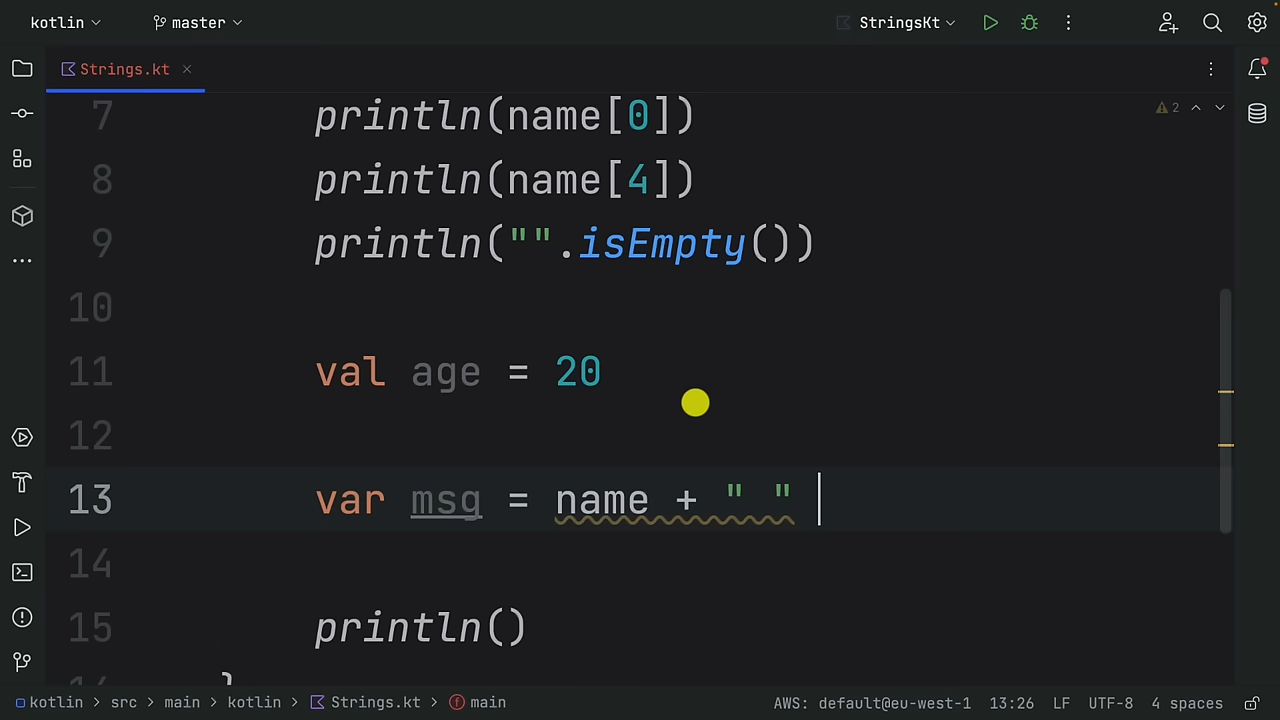 kotlin master StringsKt
Strings.kt
7 println(name[0])
2
8 println(name[4])
9 println("".isEmpty())
10
11 val age = 20
12
13 var msg = name + " "
14
15 println()
}
kotlin > src > main > kotlin > Strings.kt > main AWS: default@eu-west-1 13:26 LF UTF-8 4 spaces